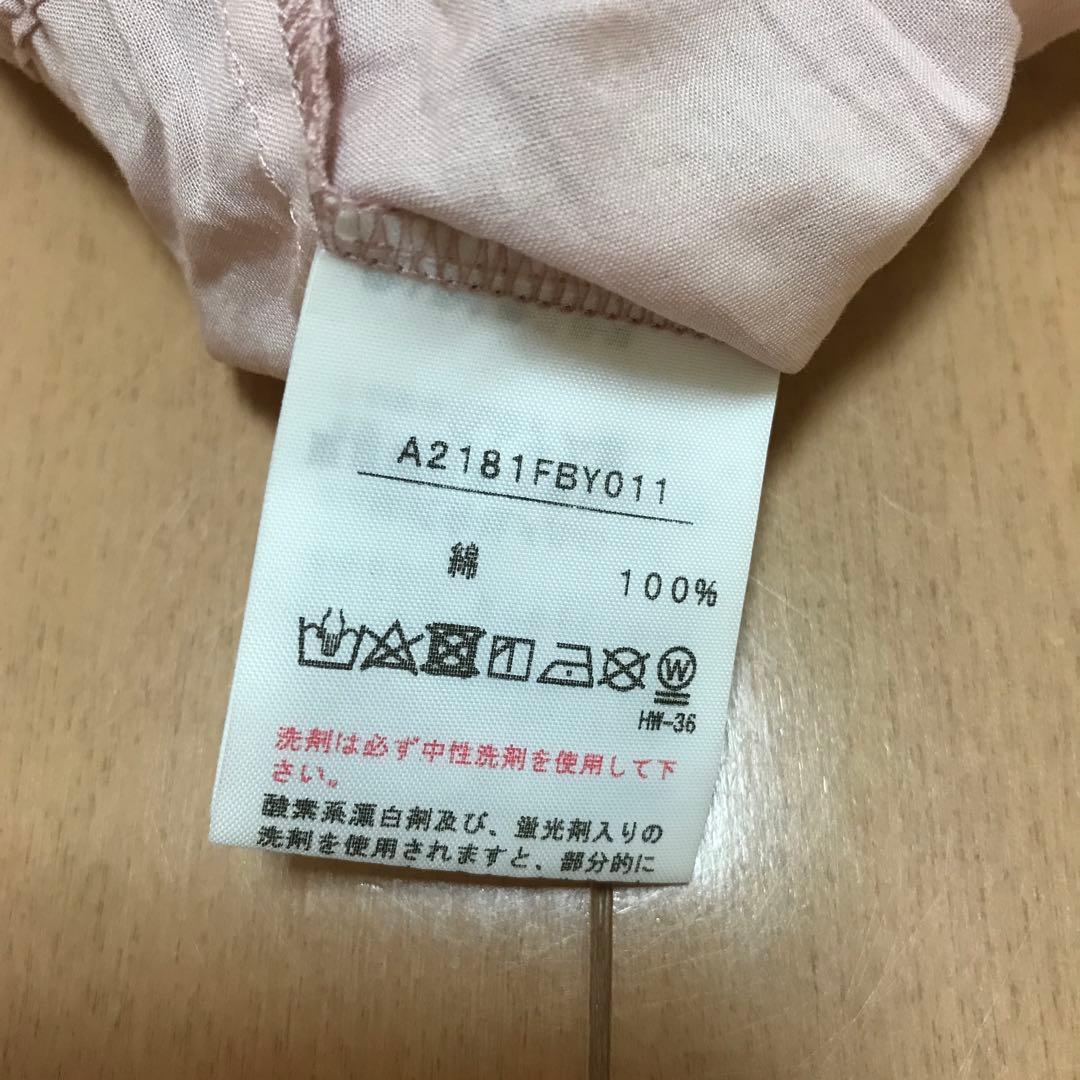 A2181FBY011
綿 100%
W
HW-36
洗剤は必ず中性洗剤を使用して下
さい。
酸素系漂白剤及び、蛍光剤入りの
洗剤を使用されますと、部分的に